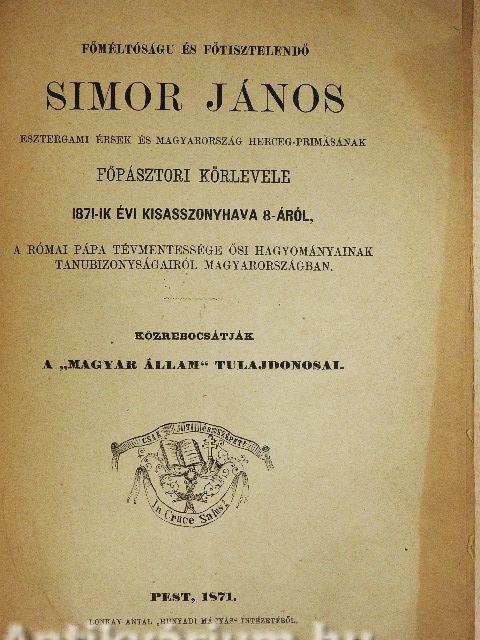 FŐMÉLTÓSÁGU ÉS FŐTISZTELENDŐ
SIMOR JÁNOS
ESZTERGAMI ÉRSEK ÉS MAGYARORSZÁG HERCEG-PRIMÁSÁNAK
FŐPÁSZTORI KÖRLEVELE
1871-IK ÉVI KISASSZONYHAVA 8-ÁRÓL,
A RÓMAI PÁPA TÉVMENTESSÉGE ŐSI HAGYOMÁNYAINAK
TANUBIZONYSÁGAIRÓL MAGYARORSZÁGBAN.
KÖZREBOCSÁTJÁK
A „MAGYAR ÁLLAM“ TULAJDONOSAI.
In Cruce Salus!
PEST, 1871.
LONKAY ANTAL „HUNYADI MÁTYÁS“ INTÉZETÉBŐL.